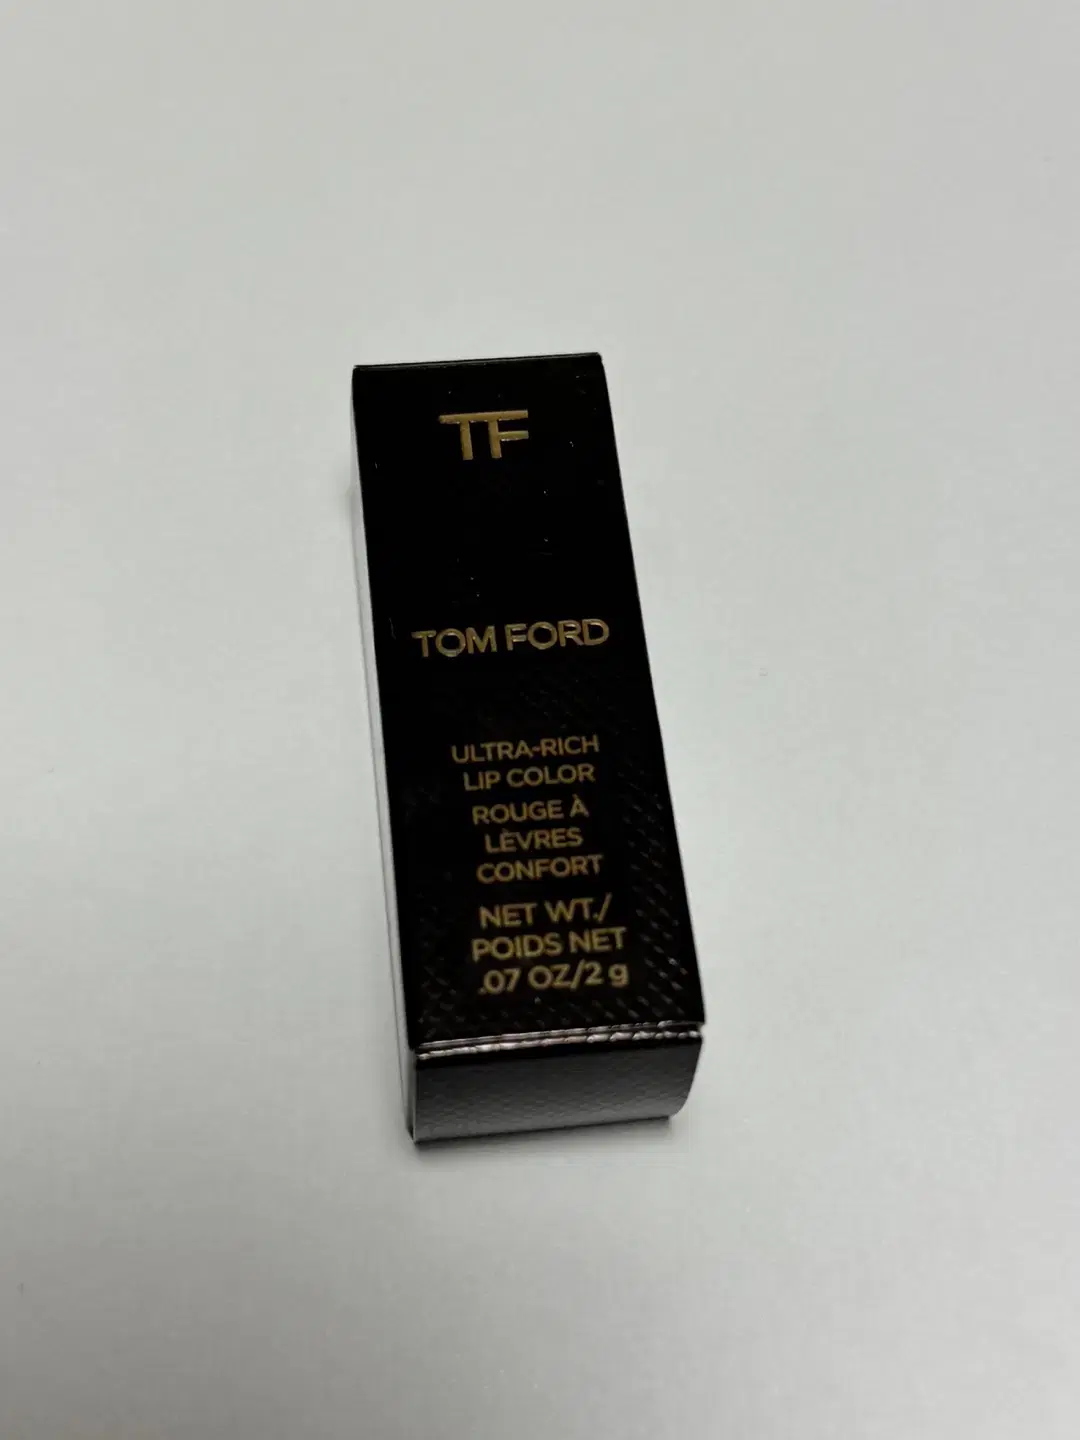 TF
TOM FORD
ULTRA-RICH
LIP COLOR
ROUGE À
LÈVRES
CONFORT
NET WT./
POIDS NET
.07 OZ/2 g